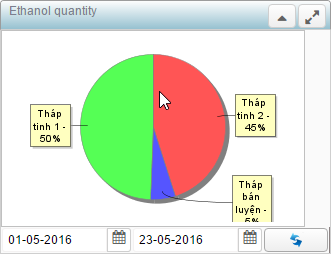 Ethanol quantity
Tháp
tinh 1 -
50%
Tháp
tinh 2 -
45%
Tháp
bán
luyện -
5%
01-05-2016
23-05-2016